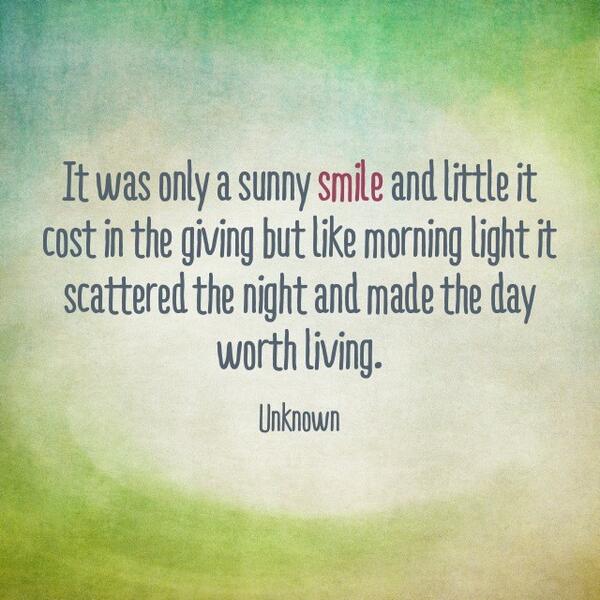 It was only a sunny smile and little it
cost in the giving but like morning light it
scattered the night and made the day
worth living.
Unknown